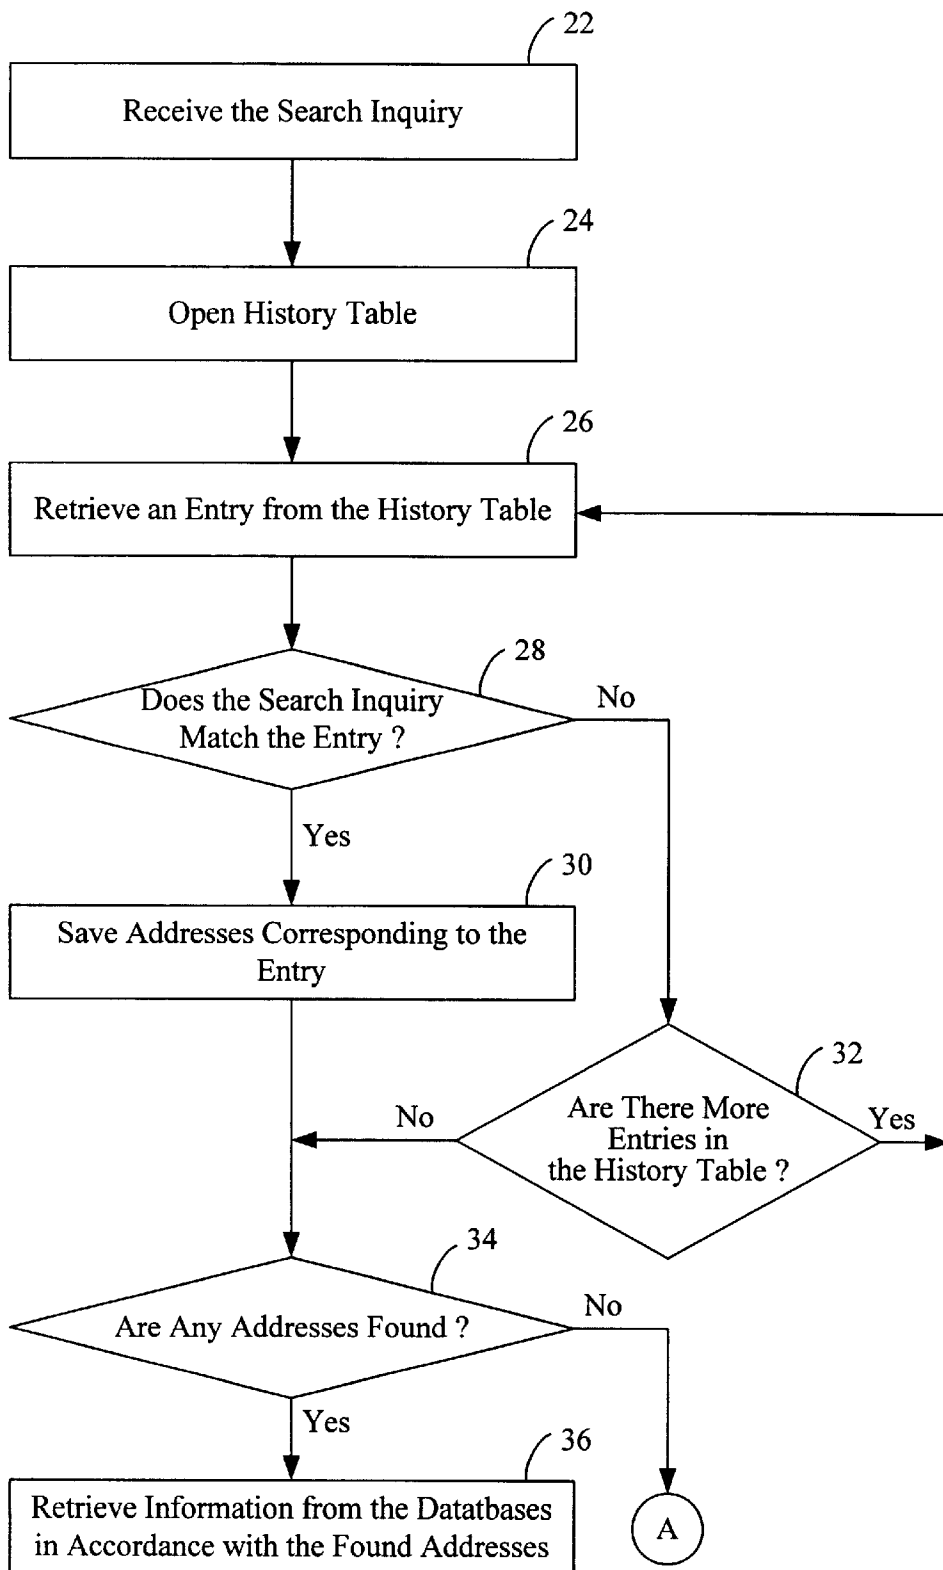 22
Receive the Search Inquiry
24
Open History Table
26
Retrieve an Entry from the History Table
28
Does the Search Inquiry
Match the Entry ?
No
Yes
30
Save Addresses Corresponding to the
Entry
32
Are There More
Entries in
the History Table ?
No
Yes
34
Are Any Addresses Found ?
No
Yes
36
Retrieve Information from the Datatbases
in Accordance with the Found Addresses
A